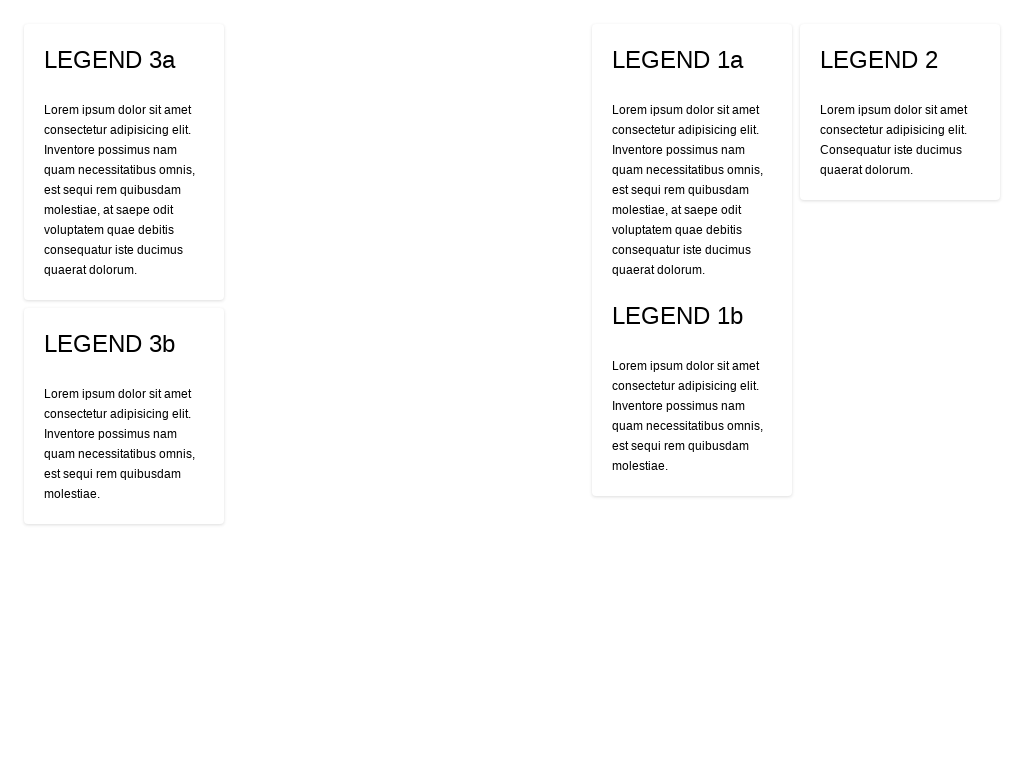 LEGEND 3a
Lorem ipsum dolor sit amet
consectetur adipisicing elit.
Inventore possimus nam
quam necessitatibus omnis,
est sequi rem quibusdam
molestiae, at saepe odit
voluptatem quae debitis
consequatur iste ducimus
quaerat dolorum.
LEGEND 3b
Lorem ipsum dolor sit amet
consectetur adipisicing elit.
Inventore possimus nam
quam necessitatibus omnis,
est sequi rem quibusdam
molestiae.
LEGEND 1a
Lorem ipsum dolor sit amet
consectetur adipisicing elit.
Inventore possimus nam
quam necessitatibus omnis,
est sequi rem quibusdam
molestiae, at saepe odit
voluptatem quae debitis
consequatur iste ducimus
quaerat dolorum.
LEGEND 1b
Lorem ipsum dolor sit amet
consectetur adipisicing elit.
Inventore possimus nam
quam necessitatibus omnis,
est sequi rem quibusdam
molestiae.
LEGEND 2
Lorem ipsum dolor sit amet
consectetur adipisicing elit.
Consequatur iste ducimus
quaerat dolorum.